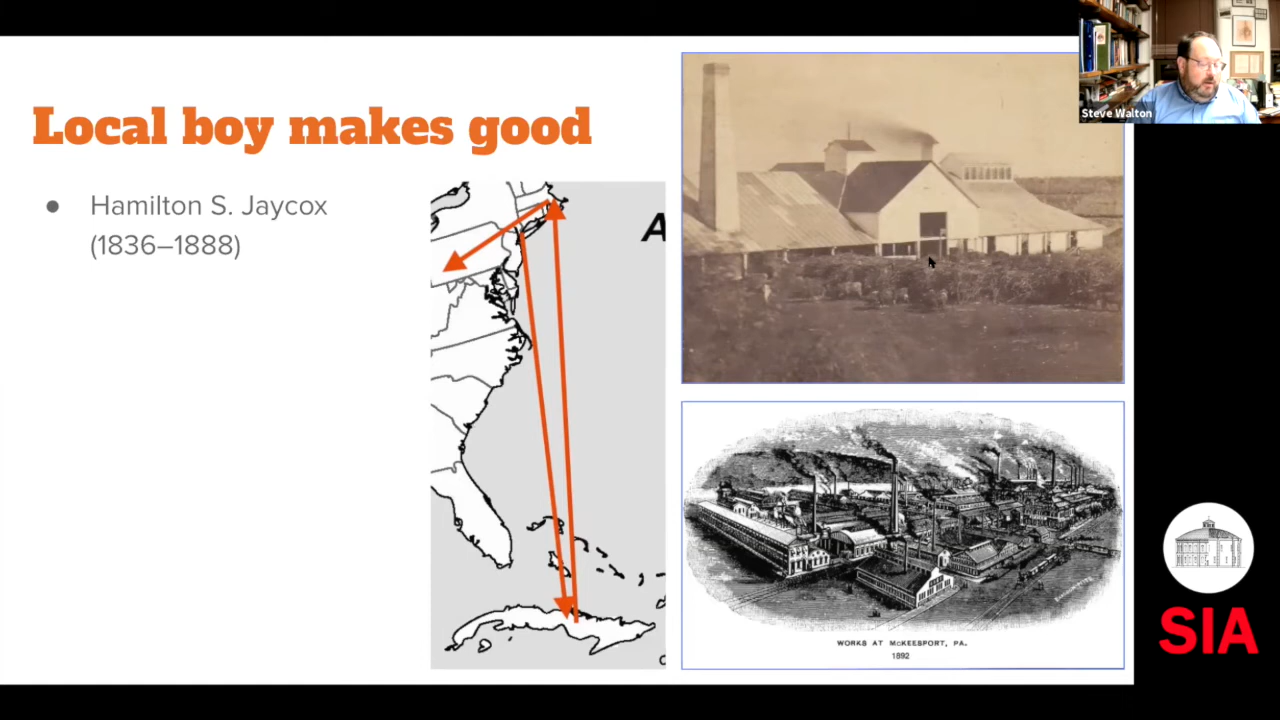 Local boy makes good
Hamilton S. Jaycox
(1836–1888)
A
WORKS AT McKEESPORT, PA.
1892
Steve Walton
SIA